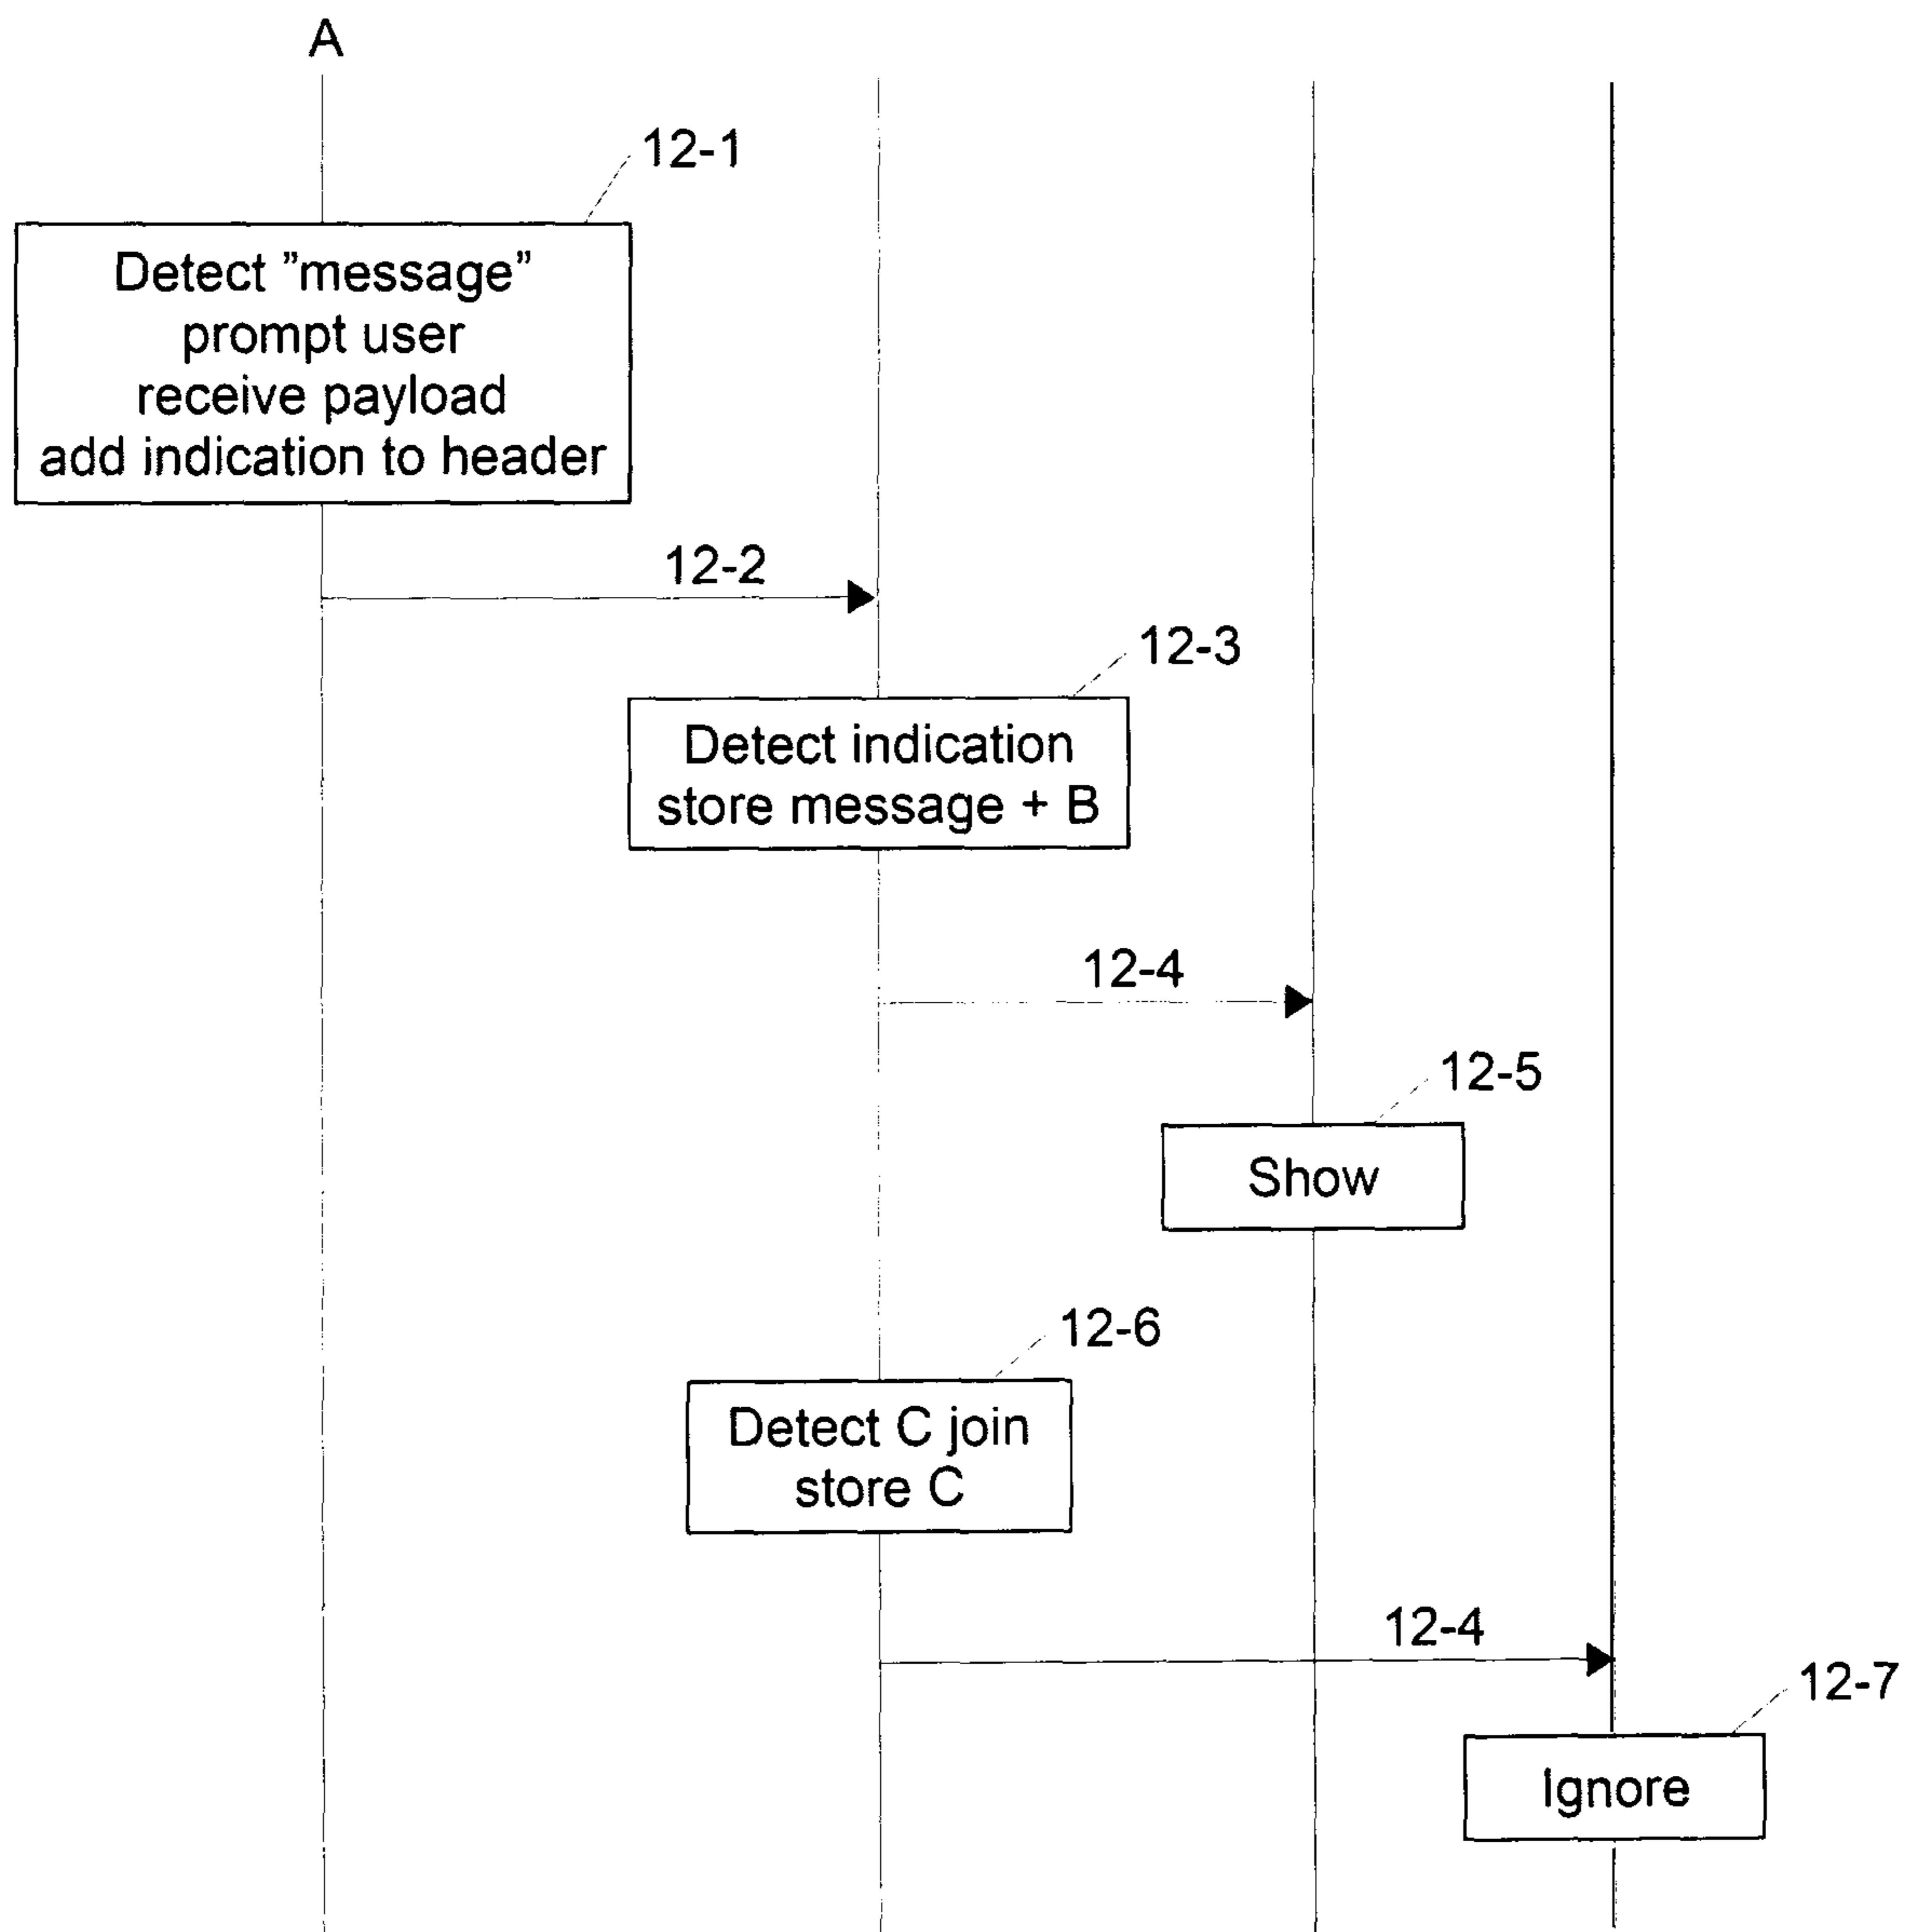 A
12-1
Detect ”message”
prompt user
receive payload
add indication to header
12-2
12-3
Detect indication
store message + B
12-4
12-5
Show
12-6
Detect C join
store C
12-4
12-7
Ignore